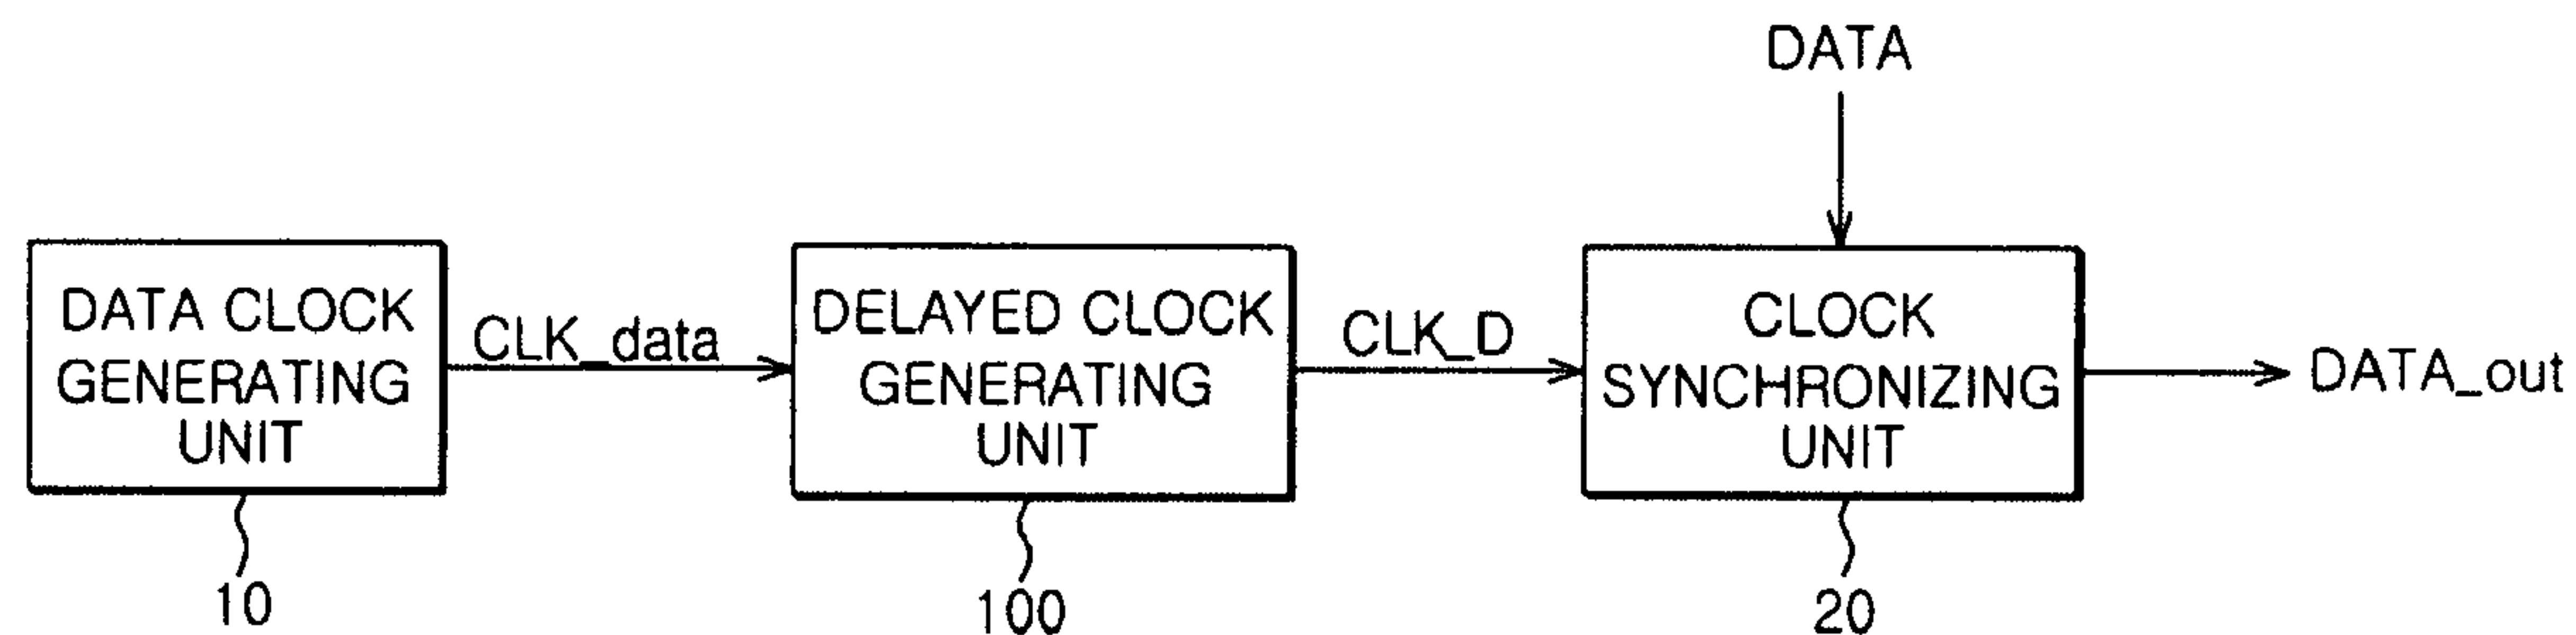 DATA
DATA CLOCK
GENERATING
UNIT
CLK_data
DELAYED CLOCK
GENERATING
UNIT
CLK_D
CLOCK
SYNCHRONIZING
UNIT
DATA_out
10
100
20